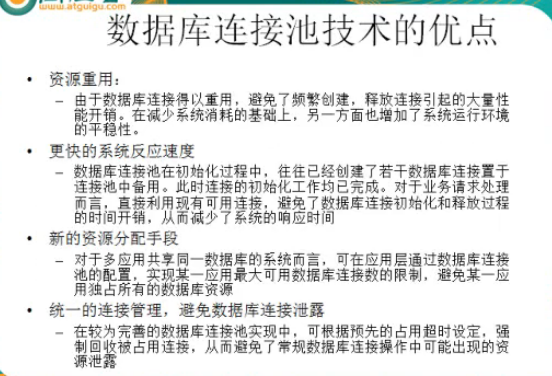 www.atguigu.com
数据库连接池技术的优点
• 资源重用：
– 由于数据库连接得以重用，避免了频繁创建，释放连接引起的大量性
能开销。在减少系统消耗的基础上，另一方面也增加了系统运行环境
的平稳性。
• 更快的系统反应速度
– 数据库连接池在初始化过程中，往往已经创建了若干数据库连接置于
连接池中备用。此时连接的初始化工作均已完成。对于业务请求处理
而言，直接利用现有可用连接，避免了数据库连接初始化和释放过程
的时间开销，从而减少了系统的响应时间
• 新的资源分配手段
– 对于多应用共享同一数据库的系统而言，可在应用层通过数据库连接
池的配置，实现某一应用最大可用数据库连接数的限制，避免某一应
用独占所有的数据库资源
• 统一的连接管理，避免数据库连接泄露
– 在较为完善的数据库连接池实现中，可根据预先的占用超时设定，强
制回收被占用连接，从而避免了常规数据库连接操作中可能出现的资
源泄露